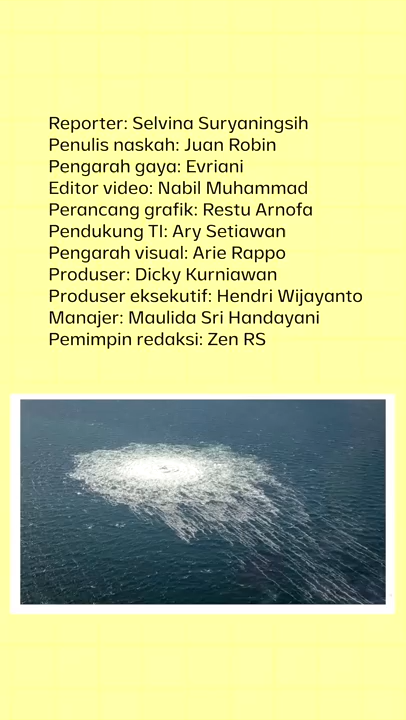 Reporter: Selvina Suryaningsih
Penulis naskah: Juan Robin
Pengarah gaya: Evriani
Editor video: Nabil Muhammad
Perancang grafik: Restu Arnofa
Pendukung TI: Ary Setiawan
Pengarah visual: Arie Rappo
Produser: Dicky Kurniawan
Produser eksekutif: Hendri Wijayanto
Manajer: Maulida Sri Handayani
Pemimpin redaksi: Zen RS